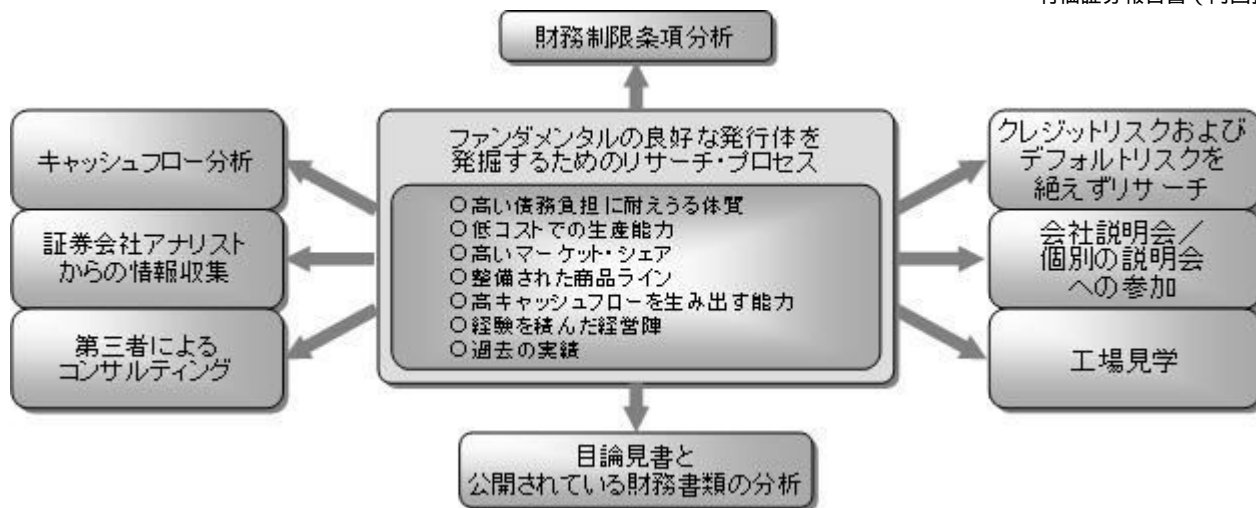 財務制限条項分析
キャッシュフロー分析
証券会社アナリスト
からの情報収集
第三者による
コンサルティング
ファンダメンタルの良好な発行体を
発掘するためのリサーチ・プロセス
○高い債務負担に耐えうる体質
○低コストでの生産能力
○高いマーケット・シェア
○整備された商品ライン
○高キャッシュフローを生み出す能力
○経験を積んだ経営陣
○過去の実績
クレジットリスクおよび
デフォルトリスクを
絶えずリサーチ
会社説明会／
個別の説明会
への参加
工場見学
目論見書と
公開されている財務書類の分析